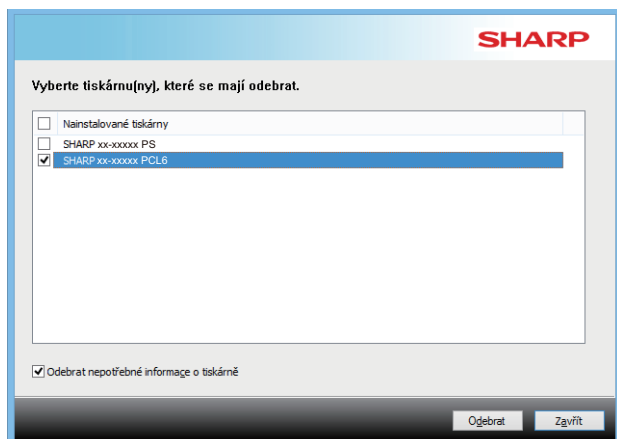 SHARP
Vyberte tiskárnu(ny), které se mají odebrat.
Nainstalované tiskárny
SHARP xx-xxxxx PS
SHARP xx-xxxxx PCL6
Odebrat nepotřebné informace o tiskárně
Odebrat
Zavřít